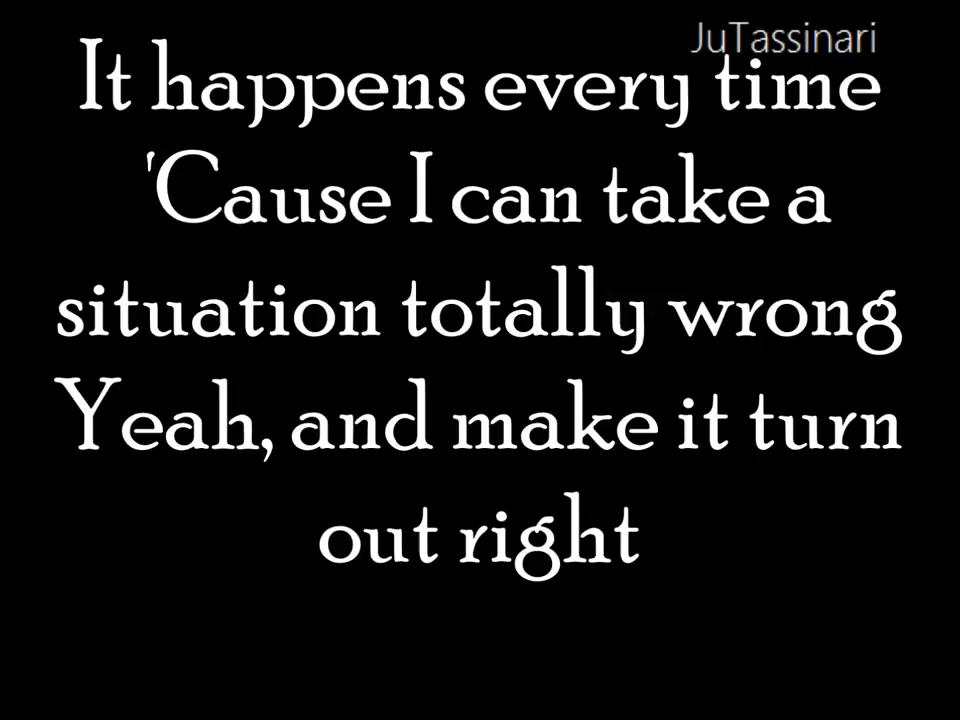 JuTassinari
It happens every time
'Cause I can take a
situation totally wrong
Yeah, and make it turn
out right